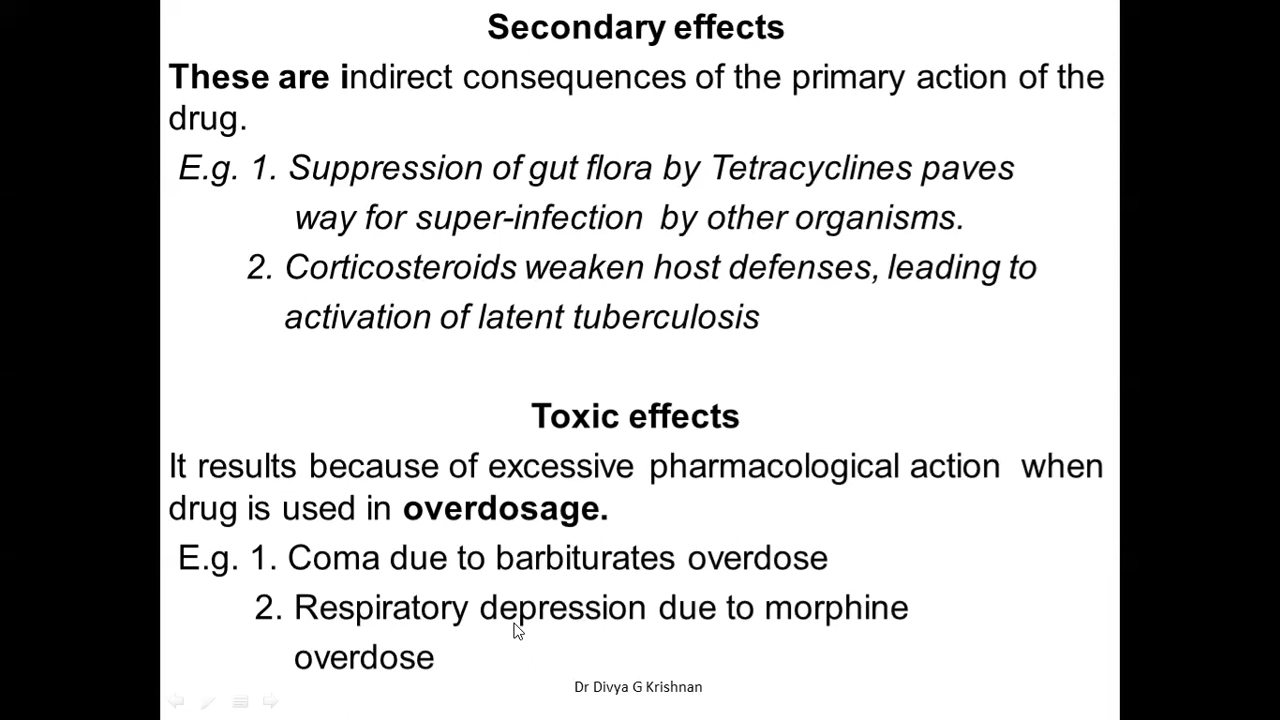 Secondary effects
These are indirect consequences of the primary action of the
drug.
E.g. 1. Suppression of gut flora by Tetracyclines paves
way for super-infection by other organisms.
2. Corticosteroids weaken host defenses, leading to
activation of latent tuberculosis
Toxic effects
It results because of excessive pharmacological action when
drug is used in overdosage.
E.g. 1. Coma due to barbiturates overdose
2. Respiratory depression due to morphine
overdose
Dr Divya G Krishnan